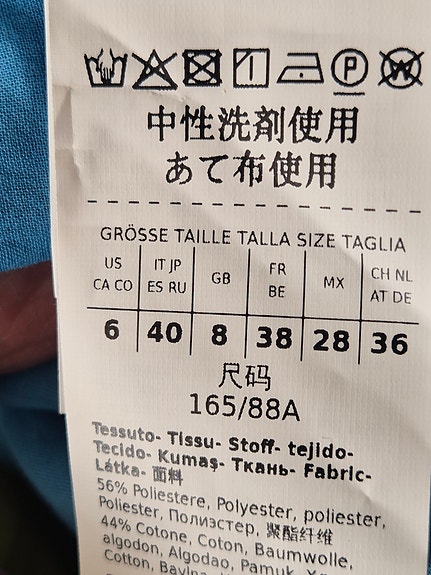 P W
中性洗剤使用
あて布使用
GRÖSSE TAILLE TALLA SIZE TAGLIA
US CA CO IT JP ES RU GB FR BE MX CH NL AT DE
6 40 8 38 28 36
尺码
165/88A
Tessuto- Tissu- Stoff- tejido-
Tecido- Kumaş- Ткань- Fabric-
Látka- 面料
56% Poliestere, Polyester, poliester,
Poliester, Полиэстер, 聚酯纤维
44% Cotone, Coton, Baumwolle,
algodon, Algodao, Pamuk,
Cotton,